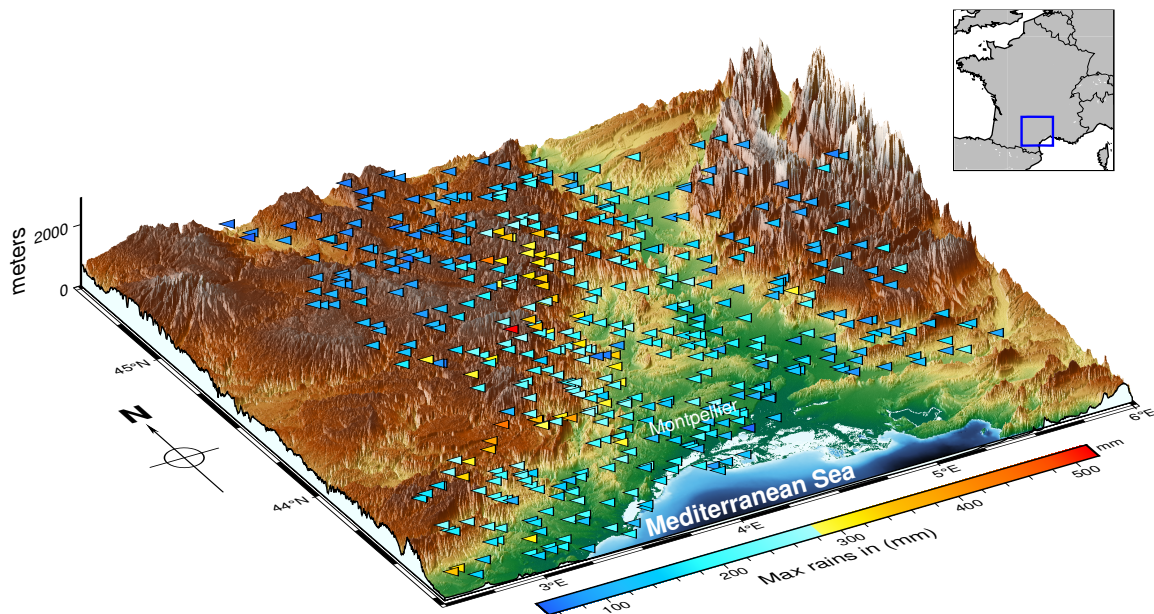 meters
2000
0
45°N
N
44°N
Montpellier
Mediterranean Sea
3°E
4°E
5°E
6°E
mm
100
200
300
400
500
Max rains in (mm)